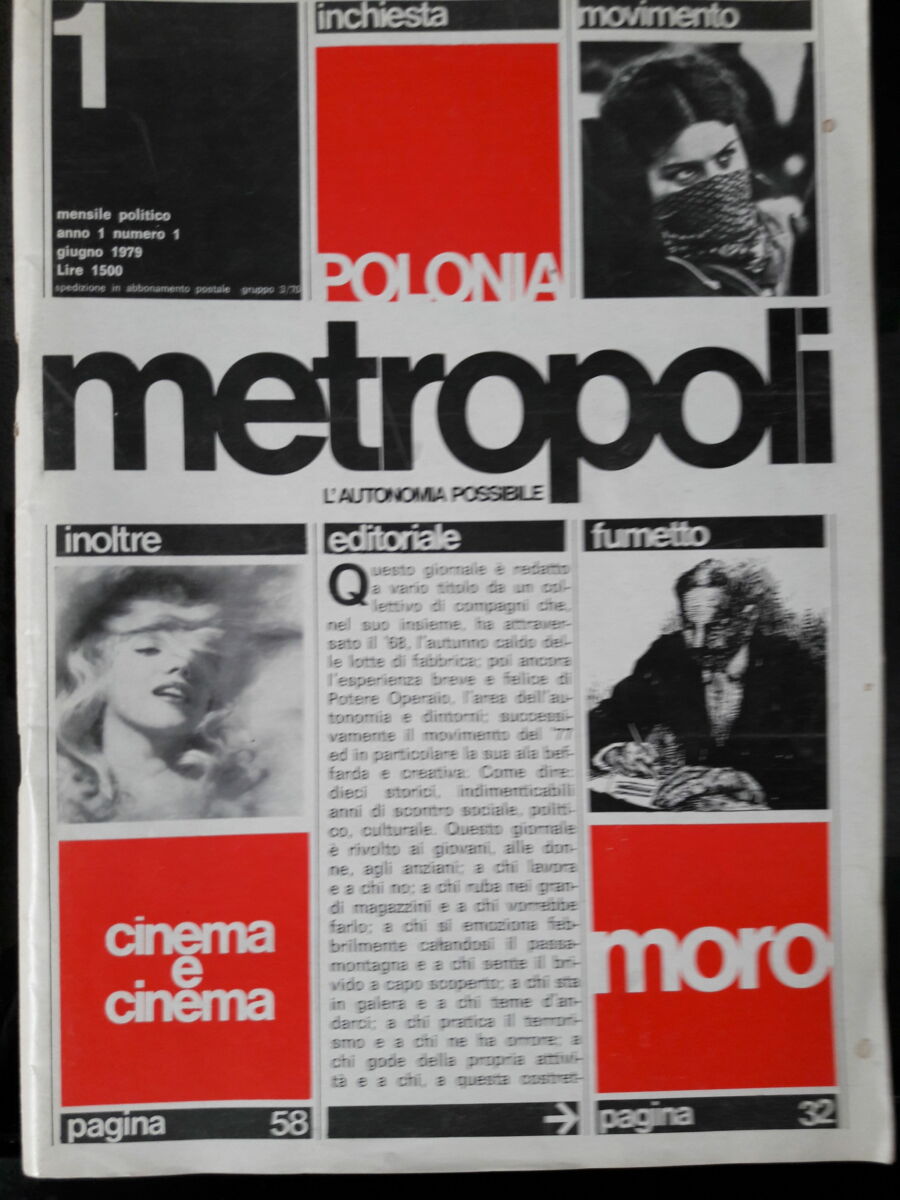 1
mensile politico
anno 1 numero 1
giugno 1979
Lire 1500
spedizione in abbonamento postale gruppo 3/70
inchiesta
POLONIA
movimento
metropoli
L'AUTONOMIA POSSIBILE
inoltre
cinema
e
cinema
pagina 58
editoriale
Questo giornale è redatto
a vario titolo da un col-
lettivo di compagni che,
nel suo insieme, ha attraver-
sato il '68, l'autunno caldo del-
le lotte di fabbrica; poi ancora
l'esperienza breve e felice di
Potere Operaio, l'area dell'au-
tonomia e dintorni; successi-
vamente il movimento del '77
ed in particolare la sua ala bef-
farda e creativa. Come dire:
dieci storici, indimenticabili
anni di scontro sociale, politi-
co, culturale. Questo giornale
è rivolto ai giovani, alle don-
ne, agli anziani; a chi lavora
e a chi no; a chi ruba nei gran-
di magazzini e a chi vorrebbe
farlo; a chi si emoziona feb-
brilmente calandosi il passa-
montagna e a chi sente il bri-
vido a capo scoperto; a chi sta
in galera e a chi teme d'an-
darci; a chi pratica il terrori-
smo e a chi ne ha orrore; a
chi gode della propria attivi-
tà e a chi, a questa costret-
→
fumetto
moro
pagina 32